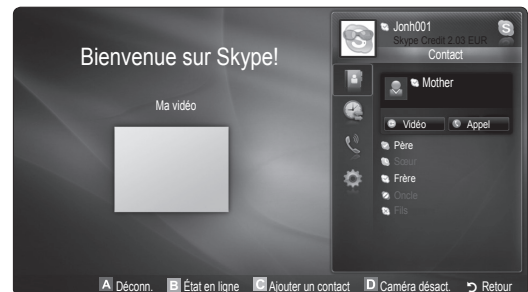 Bienvenue sur Skype!
Ma vidéo
Jonh001
Skype Credit 2.03 EUR
Contact
Mother
Vidéo
Appel
Père
Sœur
Frère
Oncle
Fils
A Déconn. B État en ligne C Ajouter un contact D Caméra désact. Retour